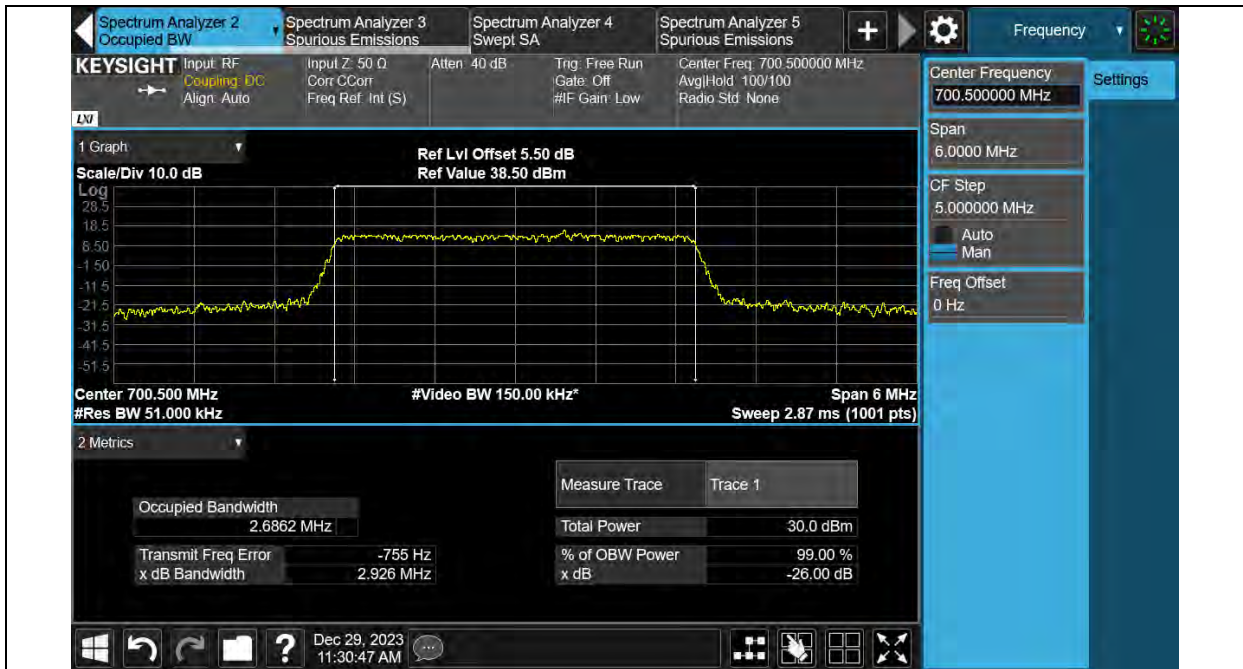 Spectrum Analyzer 2
Occupied BW
Spectrum Analyzer 3
Spurious Emissions
Spectrum Analyzer 4
Swept SA
Spectrum Analyzer 5
Spurious Emissions
+
Frequency
KEYSIGHT
LXI
Input: RF
Coupling: DC
Align: Auto
Input Z: 50 Ω
Corr CCorr
Freq Ref: Int (S)
Atten: 40 dB
Trig: Free Run
Gate: Off
#IF Gain: Low
Center Freq: 700.500000 MHz
Avg|Hold: 100/100
Radio Std: None
Center Frequency
700.500000 MHz
Settings
Span
6.0000 MHz
CF Step
5.000000 MHz
Auto
Man
Freq Offset
0 Hz
1 Graph
Scale/Div 10.0 dB
Ref Lvl Offset 5.50 dB
Ref Value 38.50 dBm
Log
28.5
18.5
8.50
-1.50
-11.5
-21.5
-31.5
-41.5
-51.5
Center 700.500 MHz
#Res BW 51.000 kHz
#Video BW 150.00 kHz*
Span 6 MHz
Sweep 2.87 ms (1001 pts)
2 Metrics
Measure Trace Trace 1
Occupied Bandwidth
2.6862 MHz
Total Power 30.0 dBm
Transmit Freq Error -755 Hz
% of OBW Power 99.00 %
x dB Bandwidth 2.926 MHz
x dB -26.00 dB
?
Dec 29, 2023
11:30:47 AM